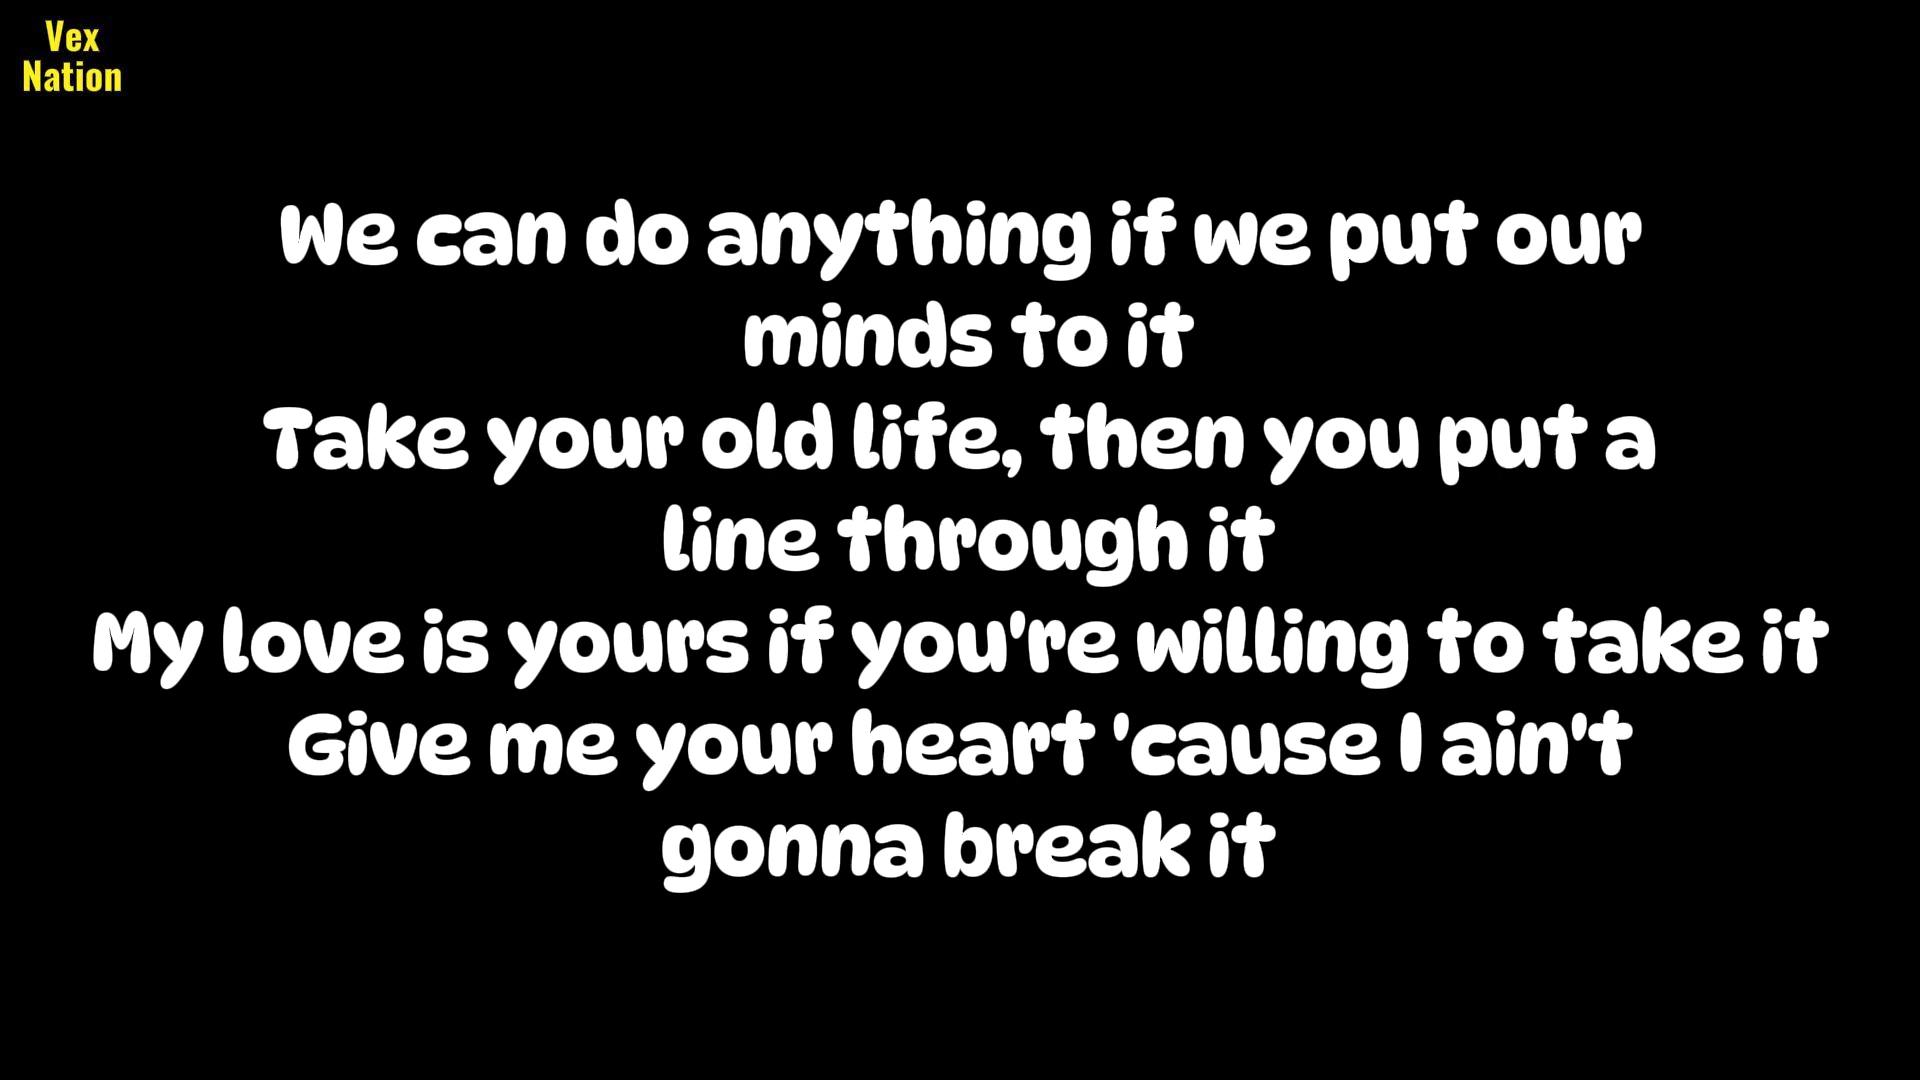 Vex
Nation
We can do anything if we put our
minds to it
Take your old life, then you put a
line through it
My love is yours if you're willing to take it
Give me your heart 'cause I ain't
gonna break it